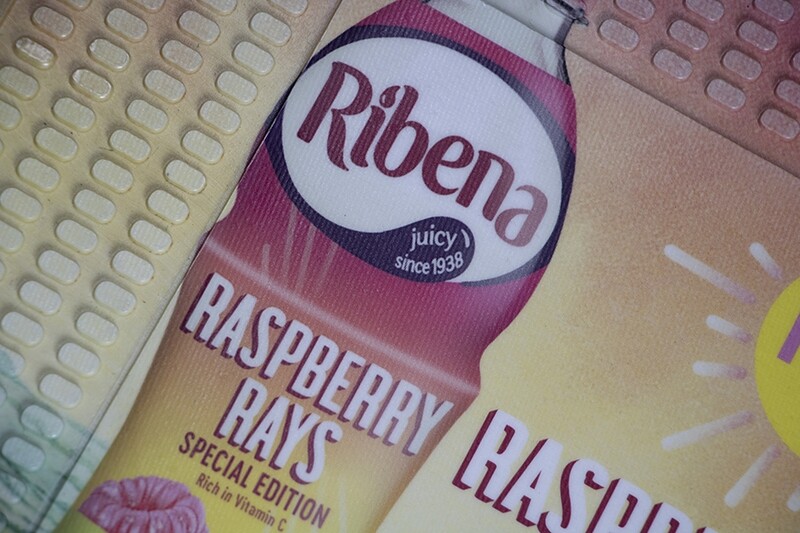 Ribena
juicy
since 1938
RASPBERRY
RAYS
SPECIAL EDITION
Rich in Vitamin C